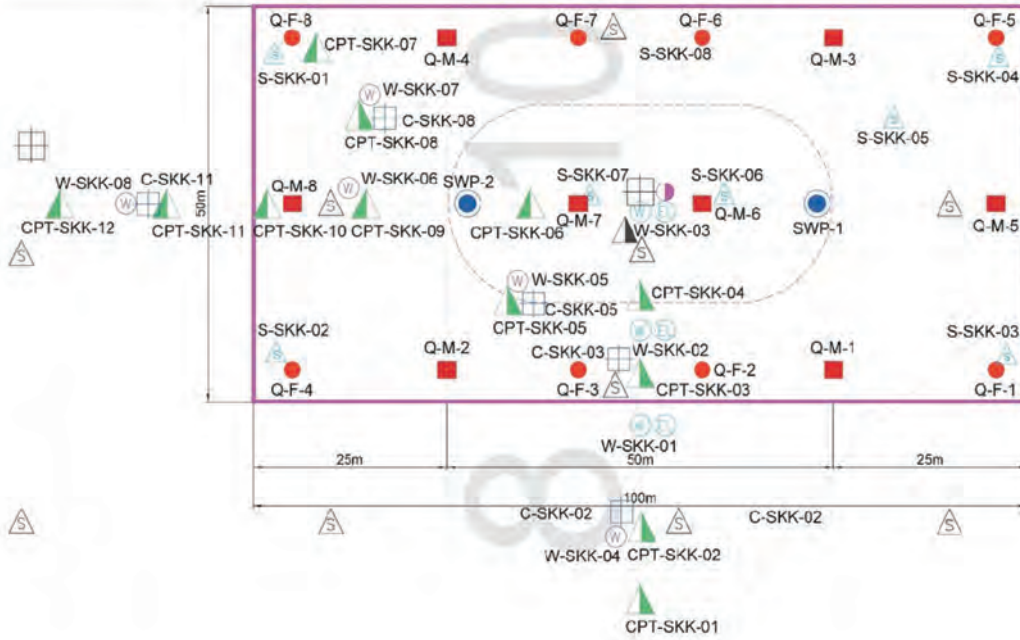 Q-F-8
Q-F-7
Q-F-6
Q-F-5
S
CPT-SKK-07
S
S-SKK-08
S
S-SKK-01
Q-M-4
Q-M-3
S-SKK-04
W
W-SKK-07
C-SKK-08
CPT-SKK-08
S
S-SKK-05
10
50m
W-SKK-08
C-SKK-11
W
CPT-SKK-12
CPT-SKK-11
Q-M-8
CPT-SKK-10
W
W-SKK-06
S
CPT-SKK-09
SWP-2
CPT-SKK-06
S-SKK-07
S
Q-M-7
W
W-SKK-03
S
S-SKK-06
S
Q-M-6
SWP-1
S
Q-M-5
S
W
W-SKK-05
CPT-SKK-05
C-SKK-05
CPT-SKK-04
S-SKK-02
S
Q-F-4
Q-M-2
C-SKK-03
Q-F-3
S
W-SKK-02
Q-F-2
CPT-SKK-03
Q-M-1
S-SKK-03
S
Q-F-1
W-SKK-01
25m
50m
25m
100m
8
S
S
C-SKK-02
S
C-SKK-02
S
W-SKK-04
W
CPT-SKK-02
CPT-SKK-01